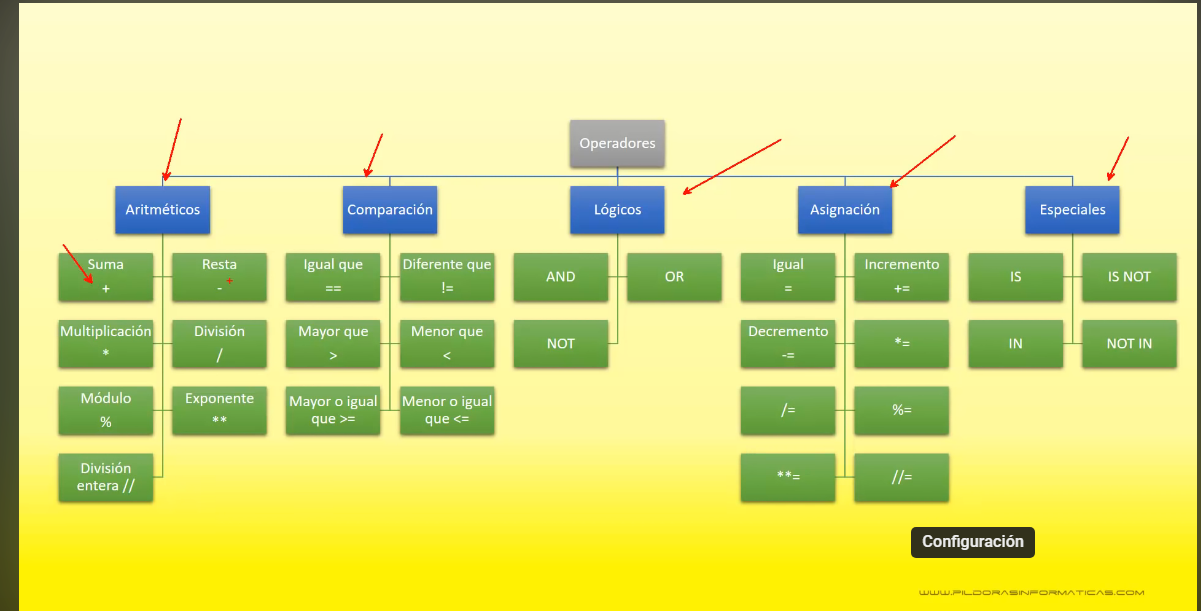 Operadores
Aritméticos
Comparación
Lógicos
Asignación
Especiales
Suma
+
Resta
-
Multiplicación
*
División
/
Módulo
%
Exponente
**
División
entera //
Igual que
==
Diferente que
!=
Mayor que
>
Menor que
<
Mayor o igual
que >=
Menor o igual
que <=
AND
OR
NOT
Igual
=
Incremento
+=
Decremento
-=
*=
/=
%=
**=
//=
IS
IS NOT
IN
NOT IN
Configuración
WWW.PILDORASINFORMATICAS.COM